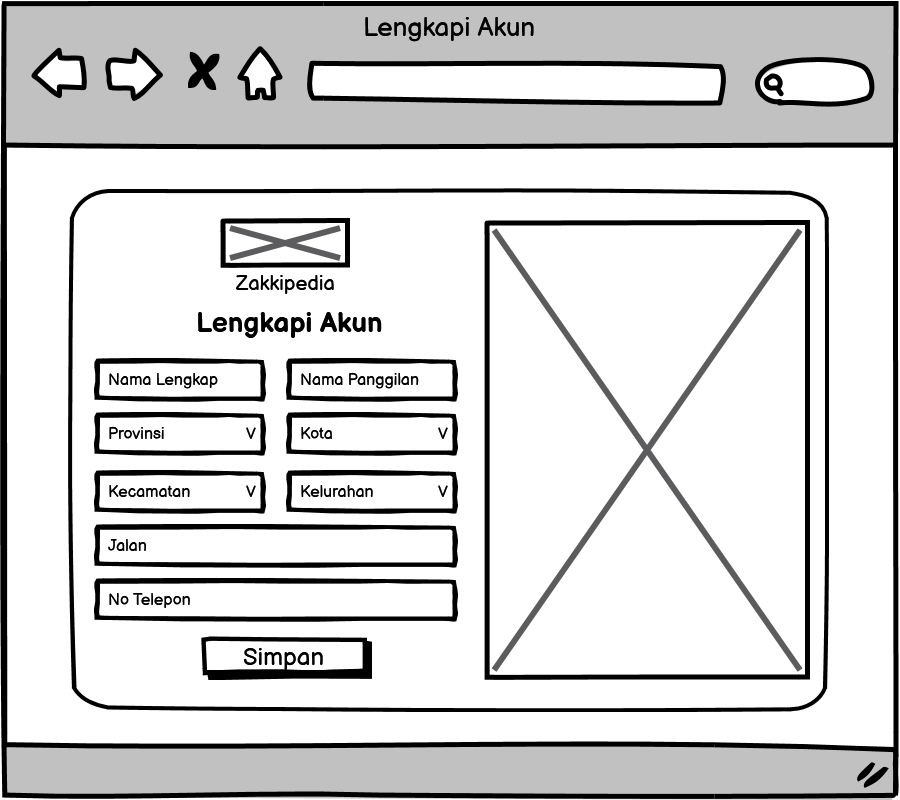 Lengkapi Akun
Zakkipedia
Lengkapi Akun
Nama Lengkap
Nama Panggilan
Provinsi V
Kota V
Kecamatan V
Kelurahan V
Jalan
No Telepon
Simpan